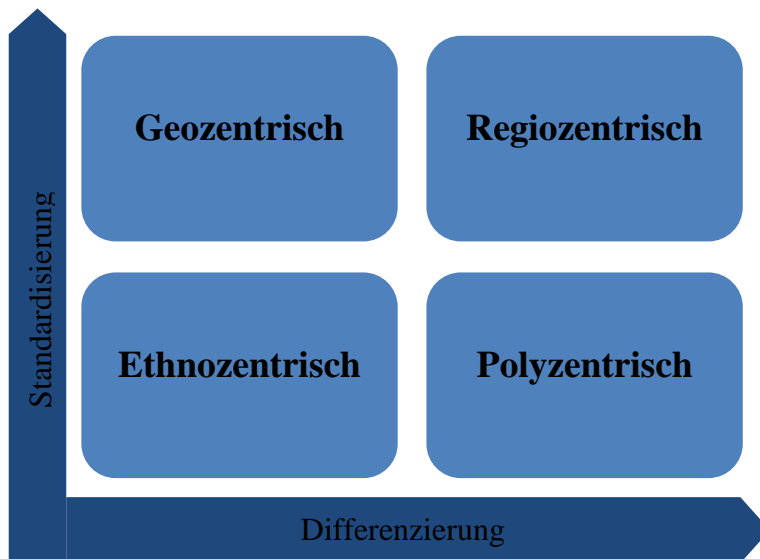 Geozentrisch
Regiozentrisch
Standardisierung
Ethnozentrisch
Polyzentrisch
Differenzierung